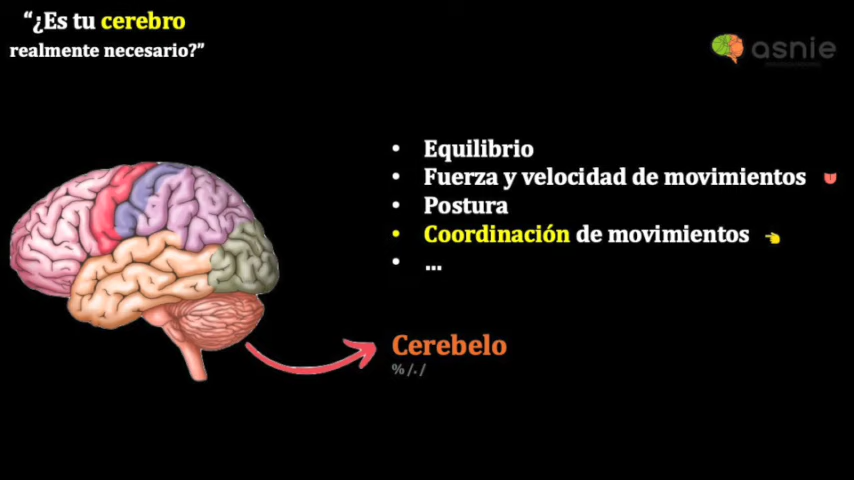 “¿Es tu cerebro
realmente necesario?”
asnie
• Equilibrio
• Fuerza y velocidad de movimientos
• Postura
• Coordinación de movimientos
• ...
Cerebelo
% / . /